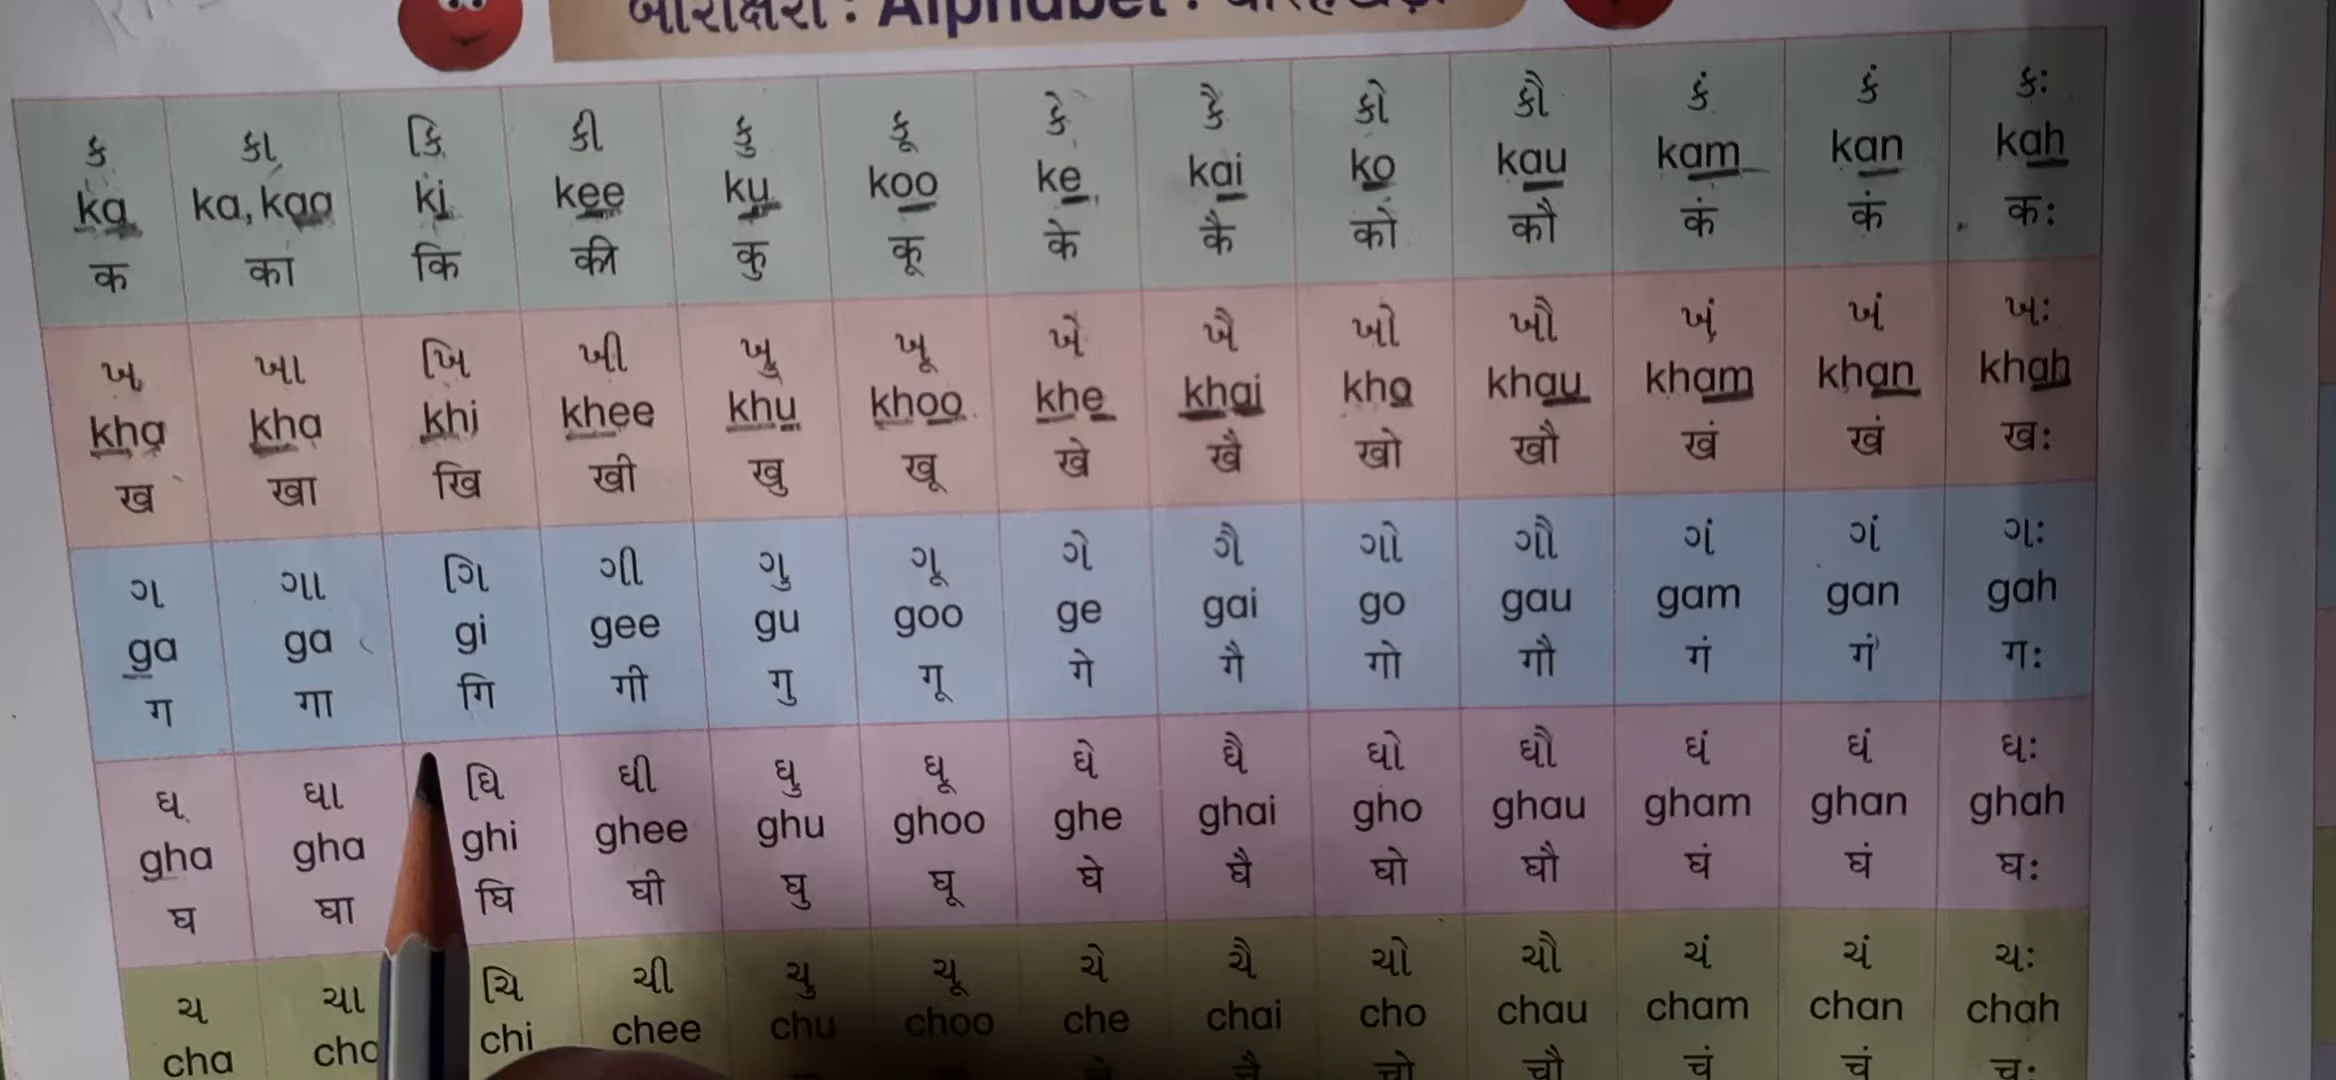 બારાક્ષરી : Alphabet : बारहखड़ी
ક કા કિ કી કુ કૂ કે કૈ કો કૌ કં કં કઃ
ka ka, kaa ki kee ku koo ke kai ko kau kam kan kah
क का कि की कु कू के कै को कौ कं कं कः
ખ ખા ખિ ખી ખુ ખૂ ખે ખૈ ખો ખૌ ખં ખં ખઃ
kha kha khi khee khu khoo khe khai kho khau kham khan khah
ख खा खि खी खु खू खे खै खो खौ खं खं खः
ગ ગા ગિ ગી ગુ ગૂ ગે ગૈ ગો ગૌ ગં ગં ગઃ
ga ga gi gee gu goo ge gai go gau gam gan gah
ग गा गि गी गु गू गे गै गो गौ गं गं गः
ઘ ઘા ઘિ ઘી ઘુ ઘૂ ઘે ઘૈ ઘો ઘૌ ઘં ઘં ઘઃ
gha gha ghi ghee ghu ghoo ghe ghai gho ghau gham ghan ghah
घ घा घि घी घु घू घे घै घो घौ घं घं घः
ચ ચા ચિ ચી ચુ ચૂ ચે ચૈ ચો ચૌ ચં ચં ચઃ
cha cha chi chee chu choo che chai cho chau cham chan chah
चै चो चौ चं चं चः